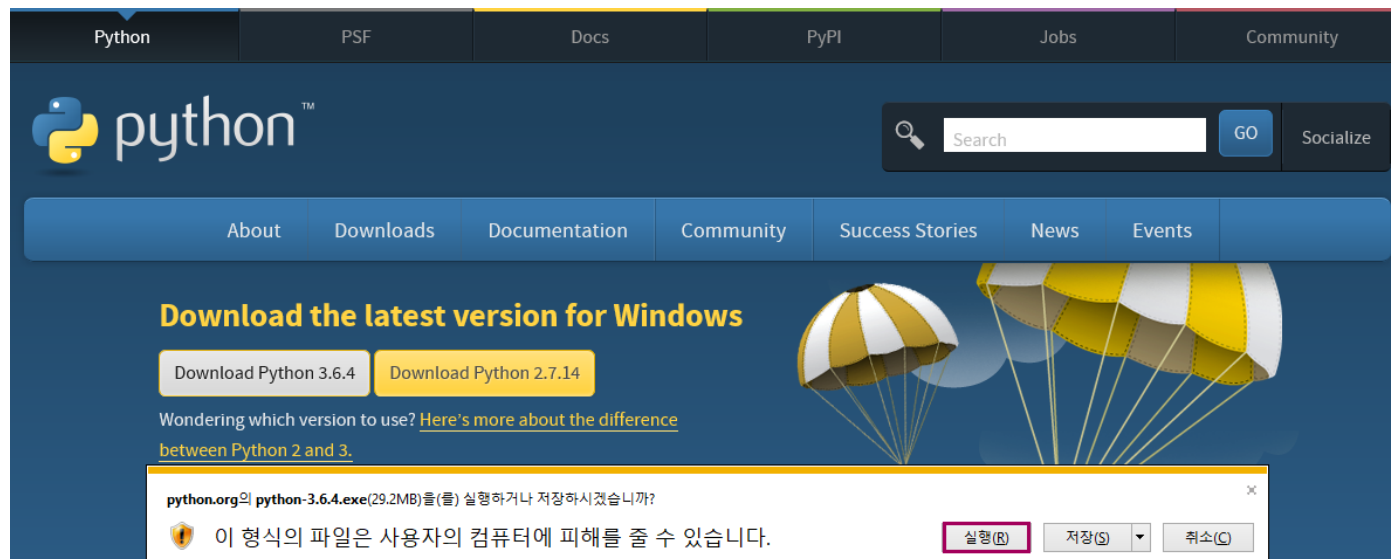 Python PSF Docs PyPI Jobs Community
python™
Search GO Socialize
About Downloads Documentation Community Success Stories News Events
Download the latest version for Windows
Download Python 3.6.4 Download Python 2.7.14
Wondering which version to use? Here's more about the difference
between Python 2 and 3.
python.org의 python-3.6.4.exe(29.2MB)을(를) 실행하거나 저장하시겠습니까? ×
이 형식의 파일은 사용자의 컴퓨터에 피해를 줄 수 있습니다. 실행(R) 저장(S) 취소(C)